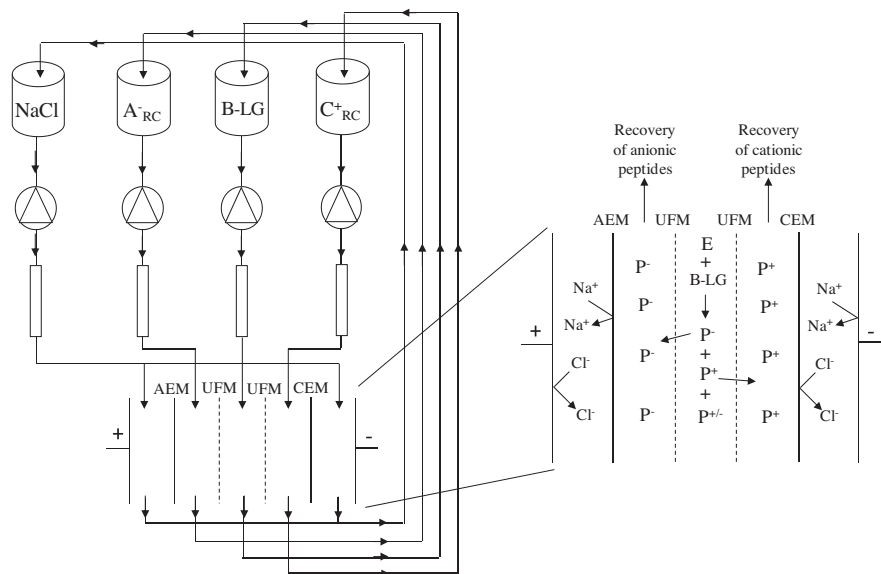 NaCl
A⁻RC
B-LG
C⁺RC
AEM
UFM
UFM
CEM
+
-
Recovery
of anionic
peptides
Recovery
of cationic
peptides
AEM
UFM
UFM
CEM
E
+
B-LG
P⁻
+
P⁺
+
P⁺/⁻
P⁻
P⁻
P⁻
P⁻
P⁺
P⁺
P⁺
P⁺
+
Na⁺
Na⁺
Cl⁻
Cl⁻
Na⁺
Na⁺
Cl⁻
Cl⁻
-